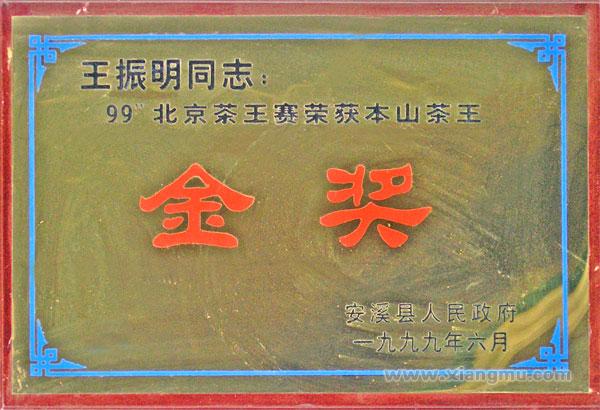 王振明同志：
99" 北京茶王赛荣获本山茶王
金奖
安溪县人民政府
一九九九年六月
www.xiangmu.com